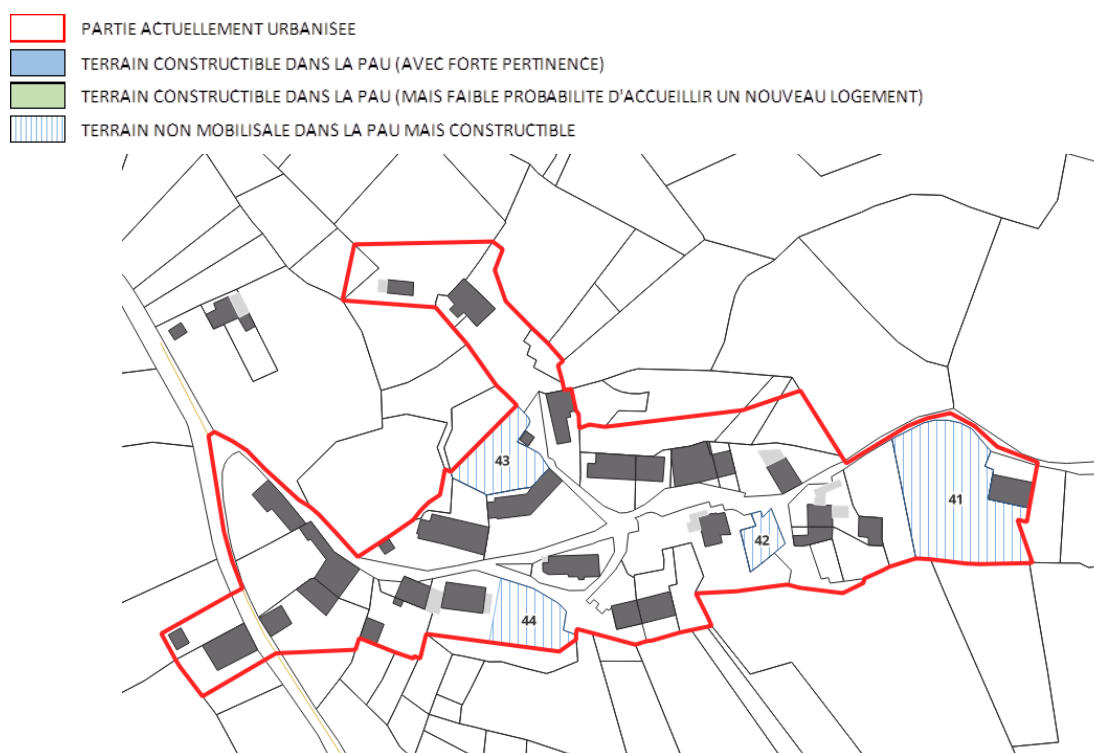 PARTIE ACTUELLEMENT URBANISEE
TERRAIN CONSTRUCTIBLE DANS LA PAU (AVEC FORTE PERTINENCE)
TERRAIN CONSTRUCTIBLE DANS LA PAU (MAIS FAIBLE PROBABILITE D'ACCUEILLIR UN NOUVEAU LOGEMENT)
TERRAIN NON MOBILISALE DANS LA PAU MAIS CONSTRUCTIBLE
43
41
42
44